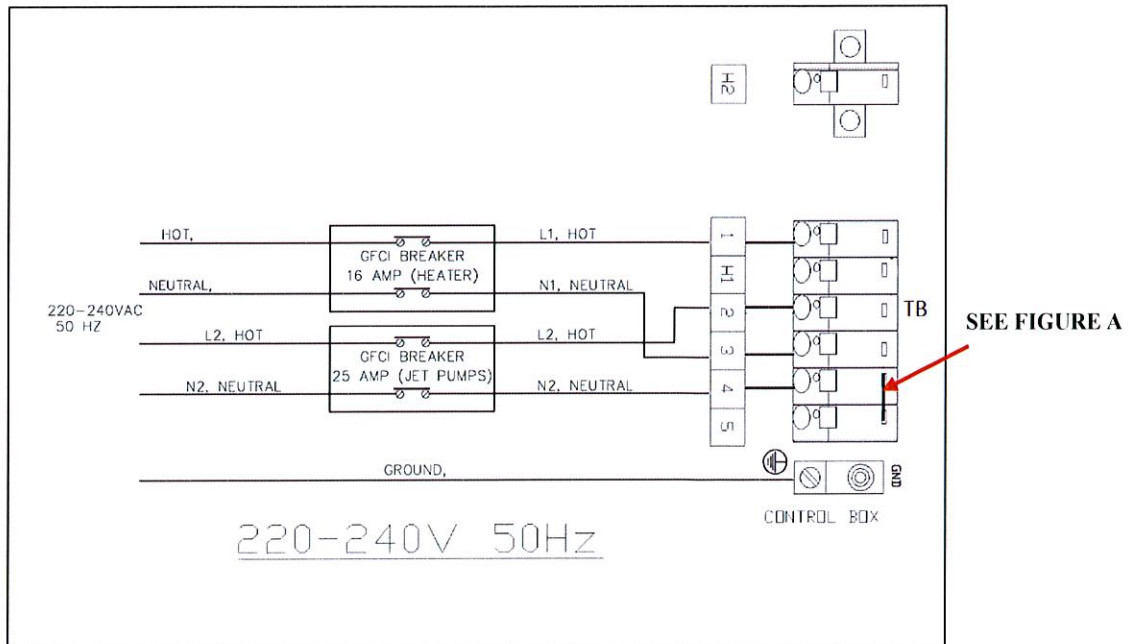 H2
HOT,
L1, HOT
1
GFCI BREAKER
16 AMP (HEATER)
H1
NEUTRAL,
N1, NEUTRAL
220-240VAC
50 HZ
2
TB
SEE FIGURE A
L2, HOT
L2, HOT
GFCI BREAKER
25 AMP (JET PUMPS)
3
N2, NEUTRAL
N2, NEUTRAL
4
5
GROUND,
GND
CONTROL BOX
220-240V 50Hz